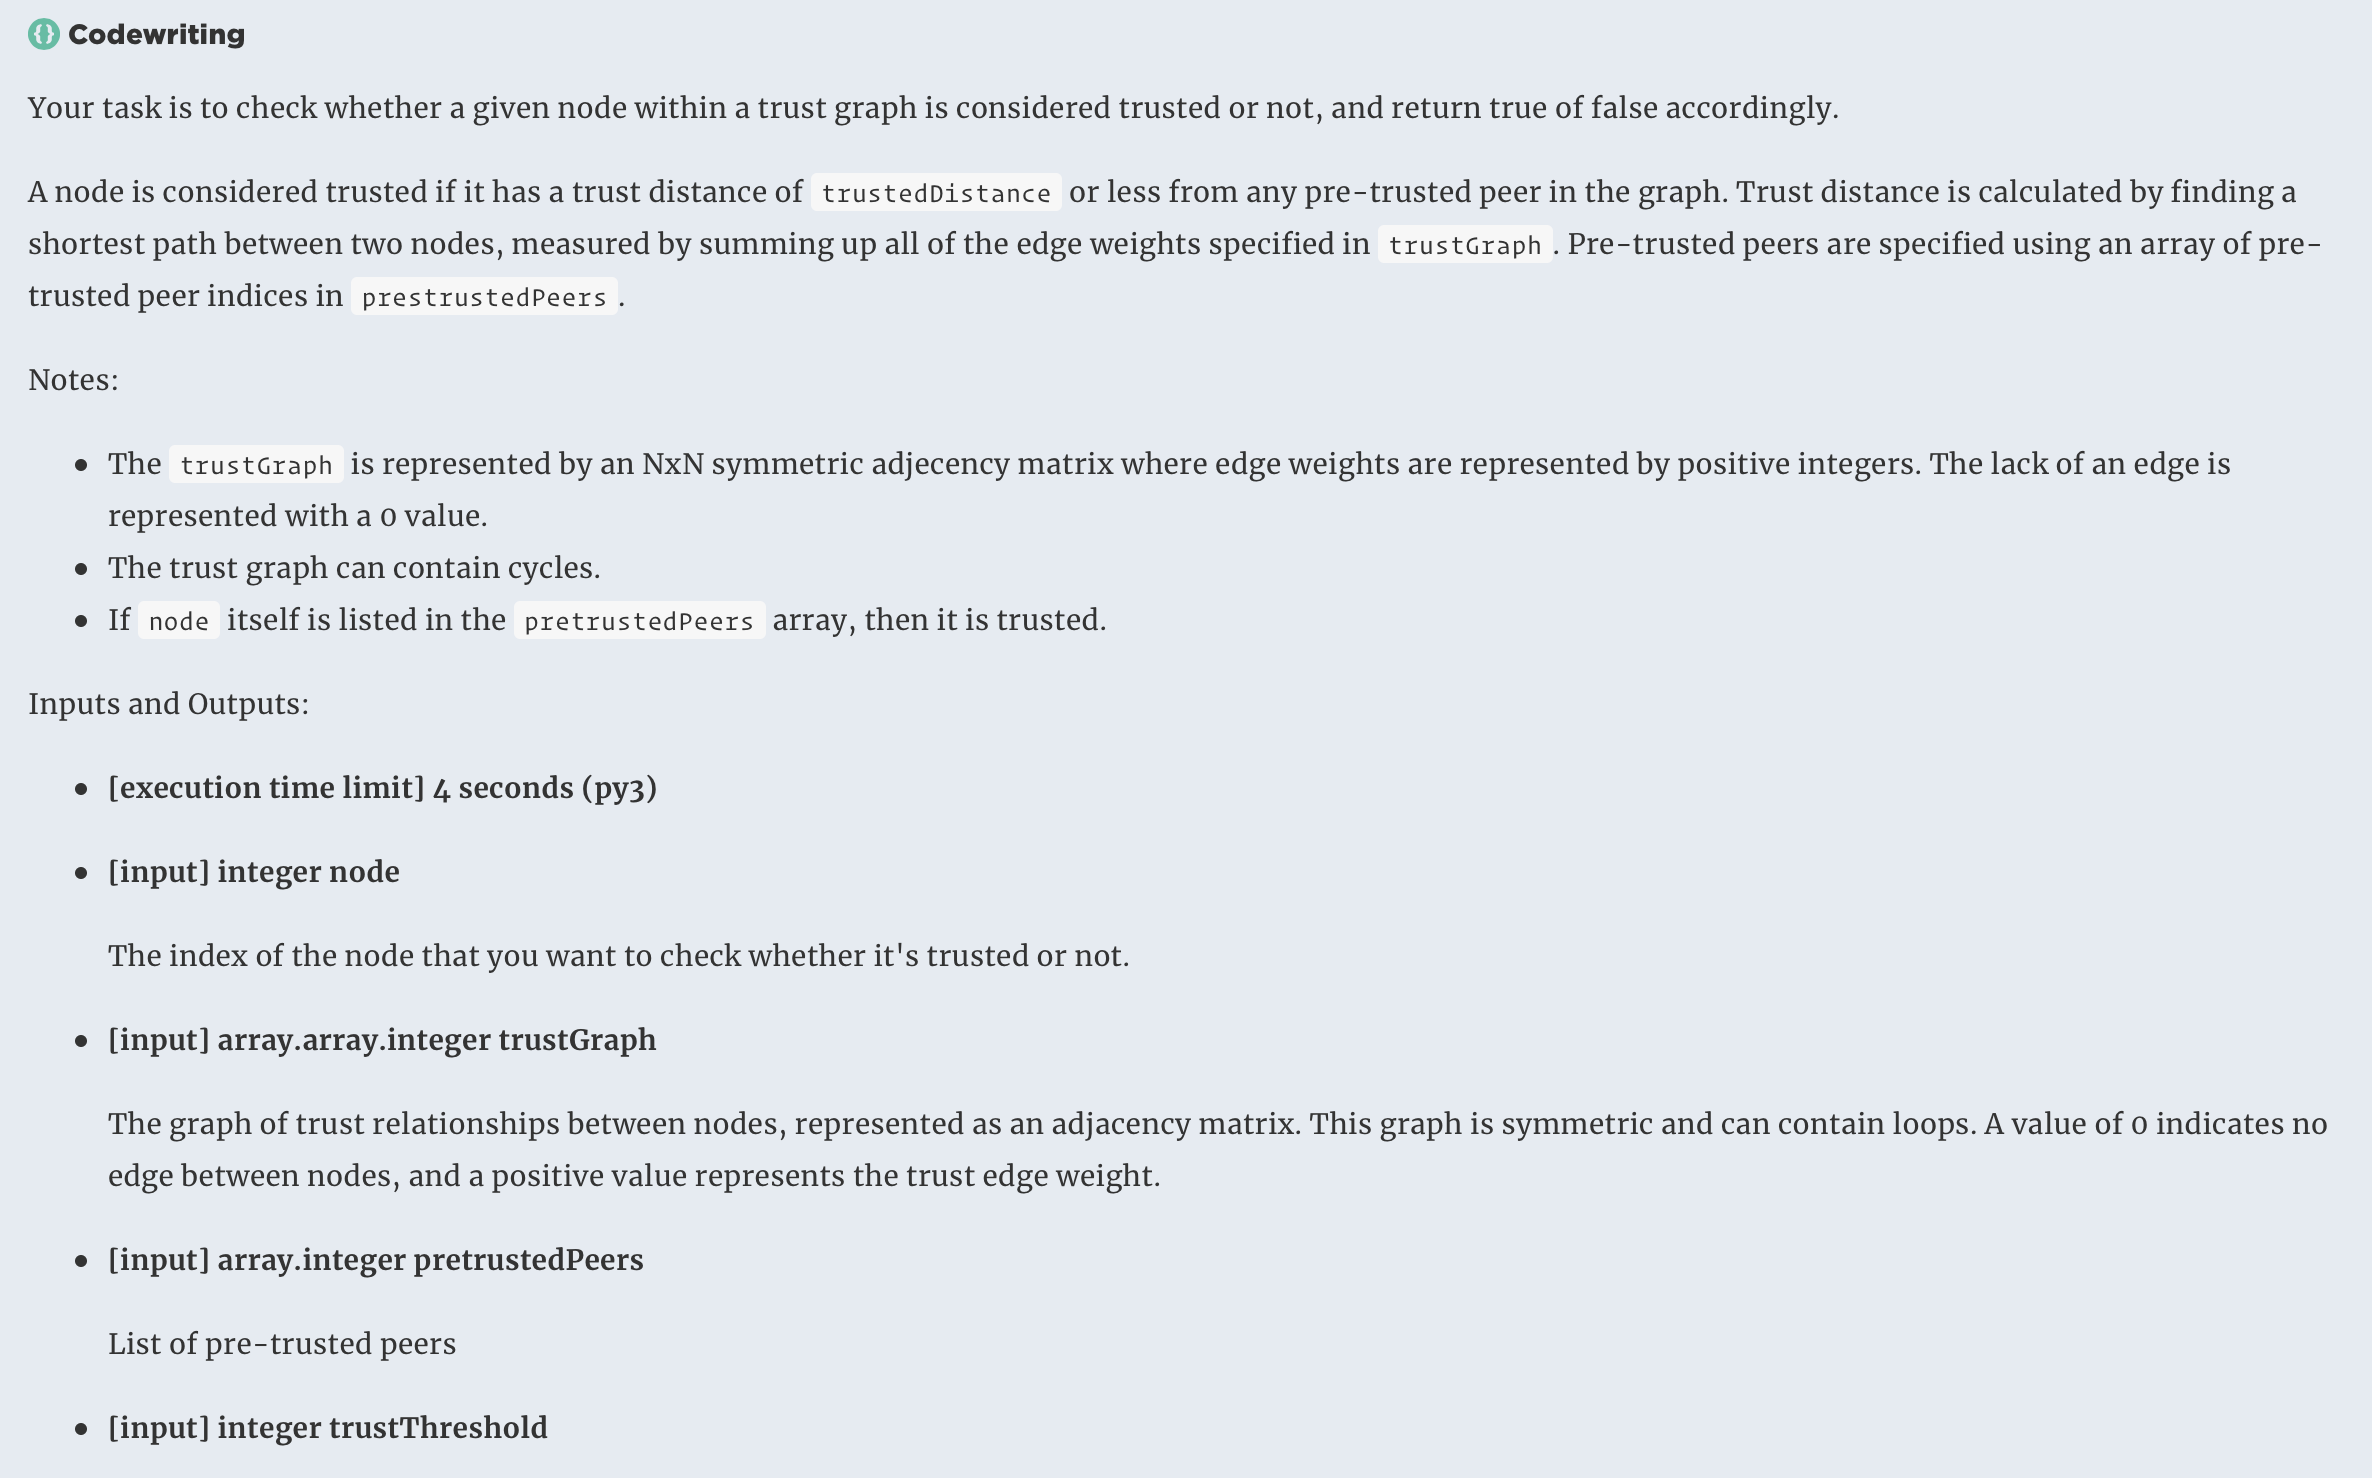 Codewriting
Your task is to check whether a given node within a trust graph is considered trusted or not, and return true of false accordingly.
A node is considered trusted if it has a trust distance of trustedDistance or less from any pre-trusted peer in the graph. Trust distance is calculated by finding a
shortest path between two nodes, measured by summing up all of the edge weights specified in trustGraph. Pre-trusted peers are specified using an array of pre-
trusted peer indices in prestrustedPeers.
Notes:
• The trustGraph is represented by an NxN symmetric adjecency matrix where edge weights are represented by positive integers. The lack of an edge is
represented with a 0 value.
• The trust graph can contain cycles.
• If node itself is listed in the pretrustedPeers array, then it is trusted.
Inputs and Outputs:
• [execution time limit] 4 seconds (py3)
• [input] integer node
The index of the node that you want to check whether it's trusted or not.
• [input] array.array.integer trustGraph
The graph of trust relationships between nodes, represented as an adjacency matrix. This graph is symmetric and can contain loops. A value of 0 indicates no
edge between nodes, and a positive value represents the trust edge weight.
• [input] array.integer pretrustedPeers
List of pre-trusted peers
• [input] integer trustThreshold